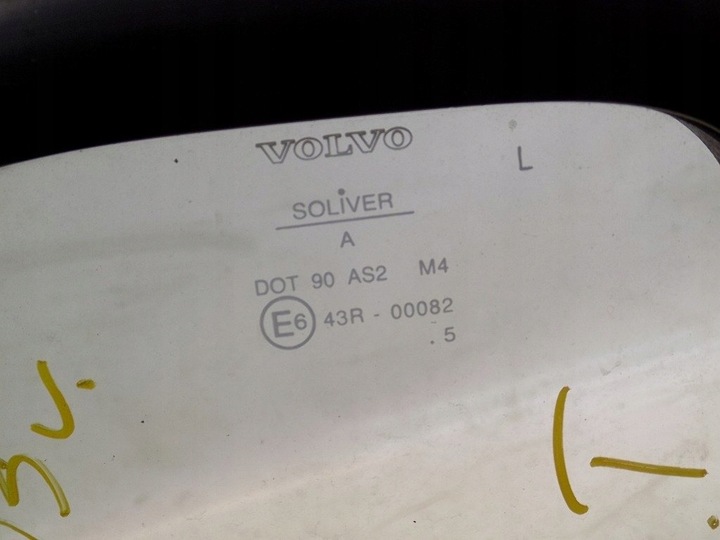 VOLVO
L
SOLIVER
A
DOT 90 AS2 M4
E6 43R - 00082
. 5